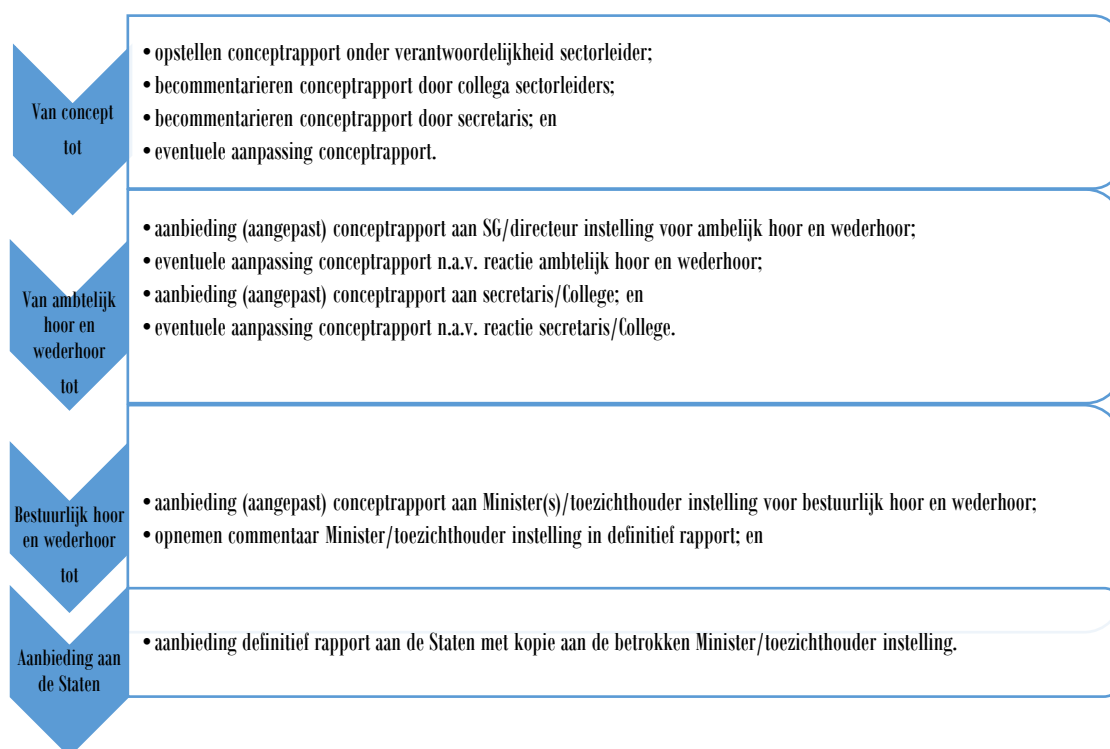 Van concept
tot
• opstellen conceptrapport onder verantwoordelijkheid sectorleider;
• becommentarieren conceptrapport door collega sectorleiders;
• becommentarieren conceptrapport door secretaris; en
• eventuele aanpassing conceptrapport.
Van ambtelijk
hoor en
wederhoor
tot
• aanbieding (aangepast) conceptrapport aan SG/directeur instelling voor ambelijk hoor en wederhoor;
• eventuele aanpassing conceptrapport n.a.v. reactie ambtelijk hoor en wederhoor;
• aanbieding (aangepast) conceptrapport aan secretaris/College; en
• eventuele aanpassing conceptrapport n.a.v. reactie secretaris/College.
Bestuurlijk hoor
en wederhoor
tot
• aanbieding (aangepast) conceptrapport aan Minister(s)/toezichthouder instelling voor bestuurlijk hoor en wederhoor;
• opnemen commentaar Minister/toezichthouder instelling in definitief rapport; en
Aanbieding aan
de Staten
• aanbieding definitief rapport aan de Staten met kopie aan de betrokken Minister/toezichthouder instelling.